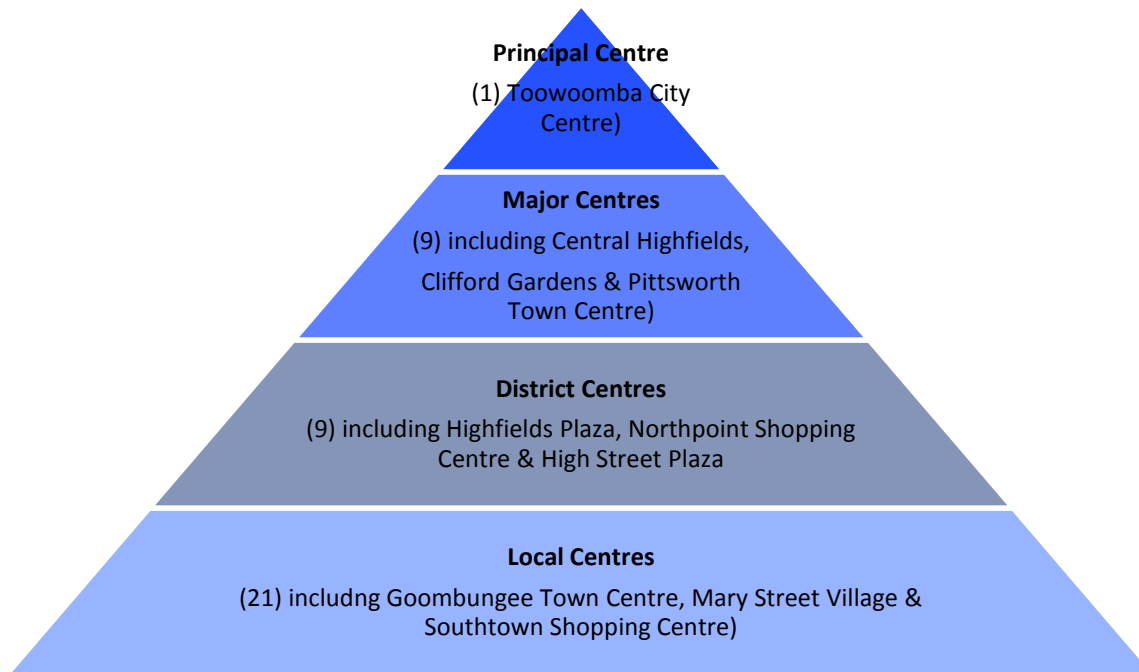 Principal Centre
(1) Toowoomba City
Centre)
Major Centres
(9) including Central Highfields,
Clifford Gardens & Pittsworth
Town Centre)
District Centres
(9) including Highfields Plaza, Northpoint Shopping
Centre & High Street Plaza
Local Centres
(21) includng Goombungee Town Centre, Mary Street Village &
Southtown Shopping Centre)